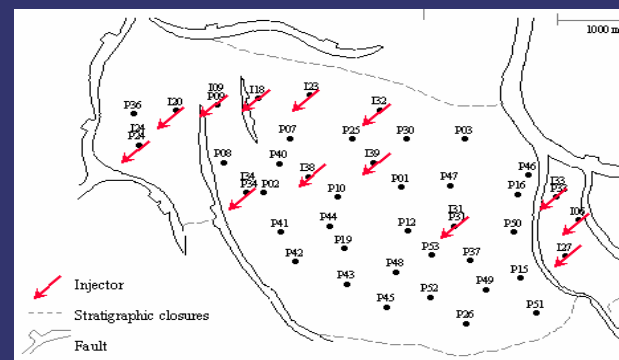 1000 m
I09
I18
I23
P36
I20
P09
I32
I24
P24
P07
P25
P30
P03
P08
P40
I39
P46
I34
P34
P02
I38
P10
P01
P47
P16
I33
I06
P41
P44
P12
I31
P31
P50
P42
P19
P53
P37
I27
P43
P48
P15
P45
P52
P49
P26
P51
Injector
Stratigraphic closures
Fault